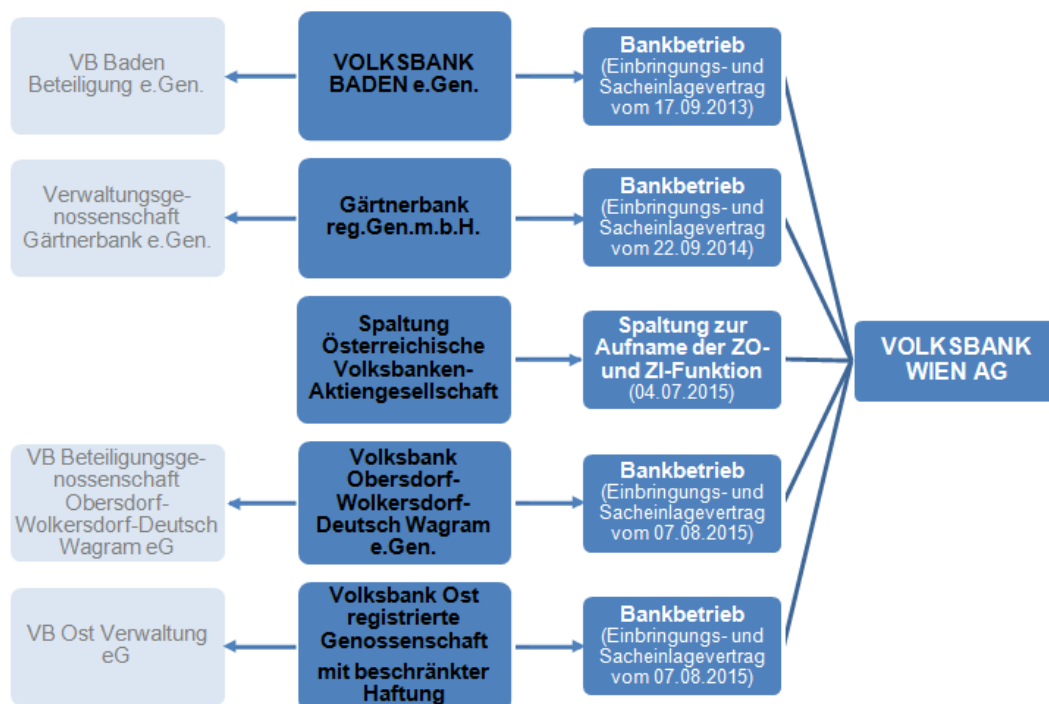 VB Baden
Beteiligung e.Gen.
VOLKSBANK
BADEN e.Gen.
Bankbetrieb
(Einbringungs- und
Sacheinlagevertrag
vom 17.09.2013)
Verwaltungsge-
nossenschaft
Gärtnerbank e.Gen.
Gärtnerbank
reg.Gen.m.b.H.
Bankbetrieb
(Einbringungs- und
Sacheinlagevertrag
vom 22.09.2014)
Spaltung
Österreichische
Volksbanken-
Aktiengesellschaft
Spaltung zur
Aufname der ZO-
und ZI-Funktion
(04.07.2015)
VOLKSBANK
WIEN AG
VB Beteiligungsge-
nossenschaft
Obersdorf-
Wolkersdorf-Deutsch
Wagram eG
Volksbank
Obersdorf-
Wolkersdorf-
Deutsch Wagram
e.Gen.
Bankbetrieb
(Einbringungs- und
Sacheinlagevertrag
vom 07.08.2015)
VB Ost Verwaltung
eG
Volksbank Ost
registrierte
Genossenschaft
mit beschränkter
Haftung
Bankbetrieb
(Einbringungs- und
Sacheinlagevertrag
vom 07.08.2015)